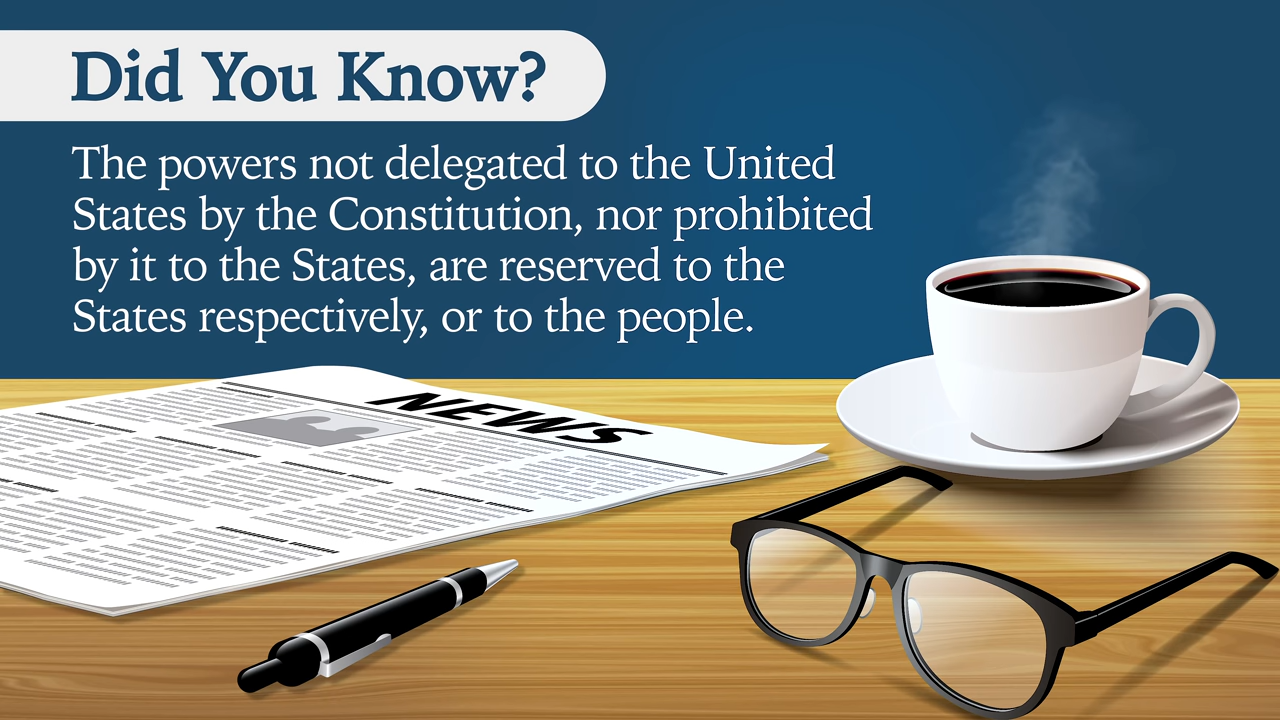 Did You Know?
The powers not delegated to the United
States by the Constitution, nor prohibited
by it to the States, are reserved to the
States respectively, or to the people.
NEWS